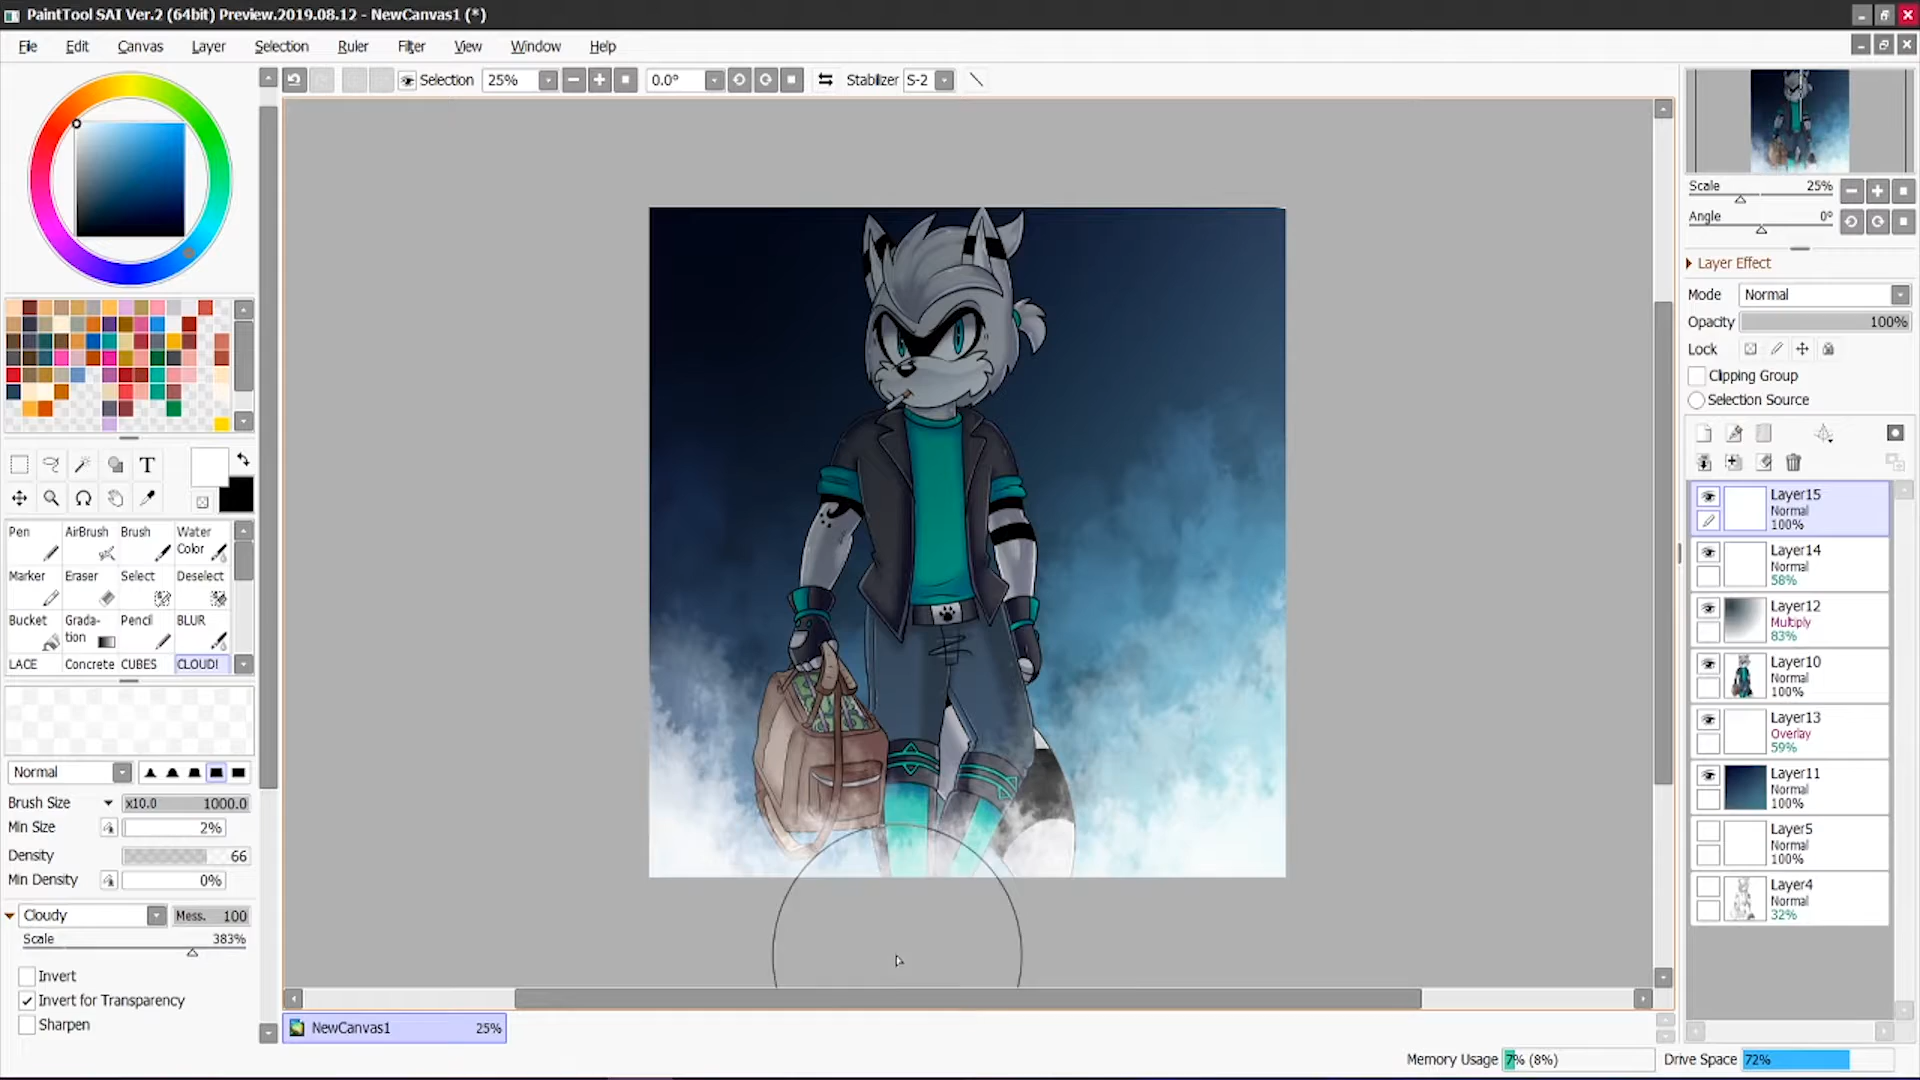 PaintTool SAI Ver.2 (64bit) Preview.2019.08.12 - NewCanvas1 (*)
File Edit Canvas Layer Selection Ruler Filter View Window Help
Selection 25% 0.0° Stabilizer S-2
Scale 25%
Angle 0°
Layer Effect
Mode Normal
Opacity 100%
Lock
Clipping Group
Selection Source
Layer15
Normal
100%
Layer14
Normal
58%
Layer12
Multiply
83%
Layer10
Normal
100%
Layer13
Overlay
59%
Layer11
Normal
100%
Layer5
Normal
100%
Layer4
Normal
32%
T
Pen AirBrush Brush Water Color
Marker Eraser Select Deselect
Bucket Grada-tion Pencil BLUR
LACE Concrete CUBES CLOUD!
Normal
Brush Size x10.0 1000.0
Min Size 2%
Density 66
Min Density 0%
Cloudy Mess. 100
Scale 383%
Invert
Invert for Transparency
Sharpen
NewCanvas1 25%
Memory Usage 7% (8%) Drive Space 72%